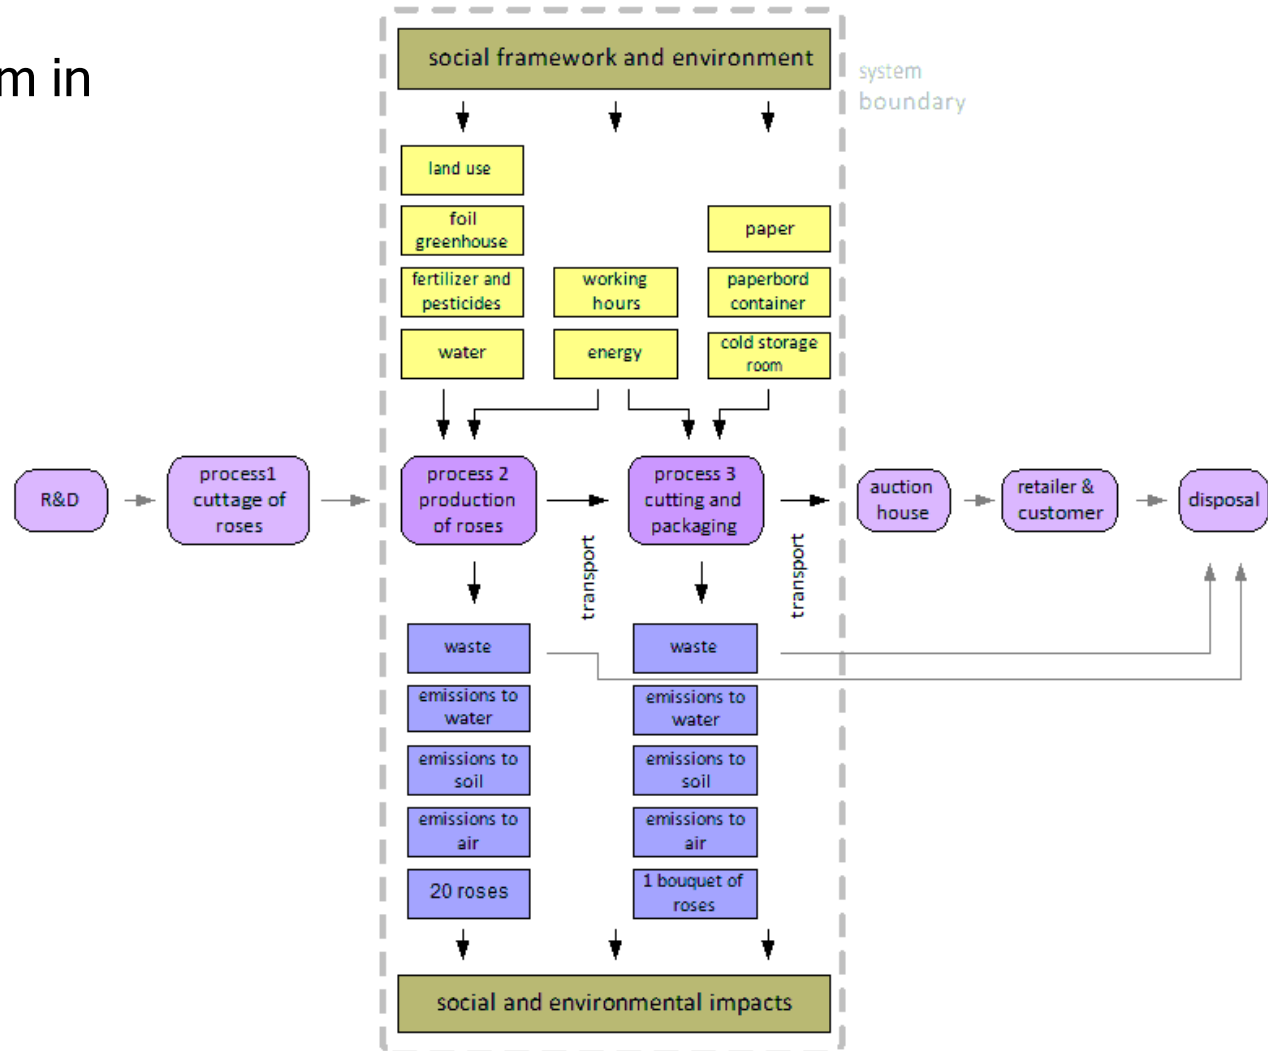 m in
social framework and environment
system
boundary
land use
foil
greenhouse
paper
fertilizer and
pesticides
working
hours
paperbord
container
water
energy
cold storage
room
R&D
process1
cuttage of
roses
process 2
production
of roses
process 3
cutting and
packaging
auction
house
retailer &
customer
disposal
transport
transport
waste
waste
emissions to
water
emissions to
water
emissions to
soil
emissions to
soil
emissions to
air
emissions to
air
20 roses
1 bouquet of
roses
social and environmental impacts